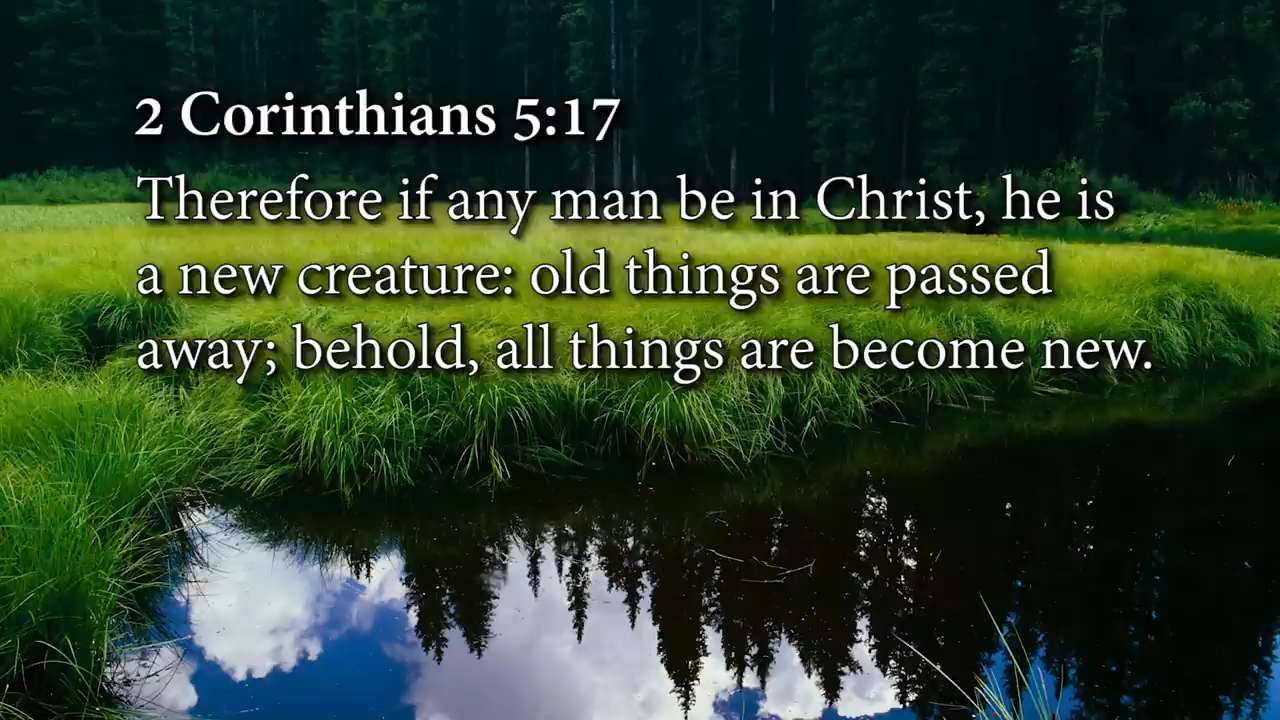 2 Corinthians 5:17
Therefore if any man be in Christ, he is
a new creature: old things are passed
away; behold, all things are become new.